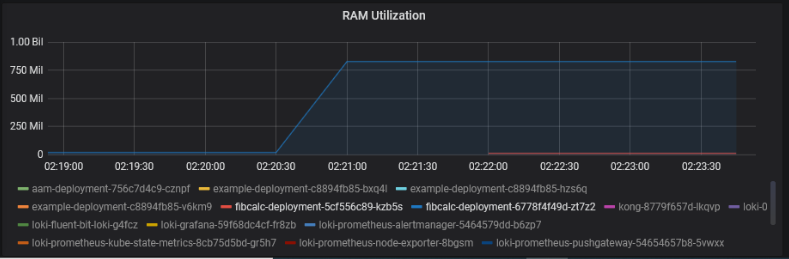 RAM Utilization
1.00 Bil
750 Mil
500 Mil
250 Mil
0
02:19:00 02:19:30 02:20:00 02:20:30 02:21:00 02:21:30 02:22:00 02:22:30 02:23:00 02:23:30
aam-deployment-756c7d4c9-cznpf example-deployment-c8894fb85-bxq4l example-deployment-c8894fb85-hzs6q
example-deployment-c8894fb85-v6km9 fibcalc-deployment-5cf556c89-kzb5s fibcalc-deployment-6778f4f49d-zt7z2 kong-8779f657d-lkqvp loki-0
loki-fluent-bit-loki-g4fcz loki-grafana-59f68dc4cf-fr8zb loki-prometheus-alertmanager-5464579dd-b6zp7
loki-prometheus-kube-state-metrics-8cb75d5bd-gr5h7 loki-prometheus-node-exporter-8bgsm loki-prometheus-pushgateway-54654657b8-5vwxx